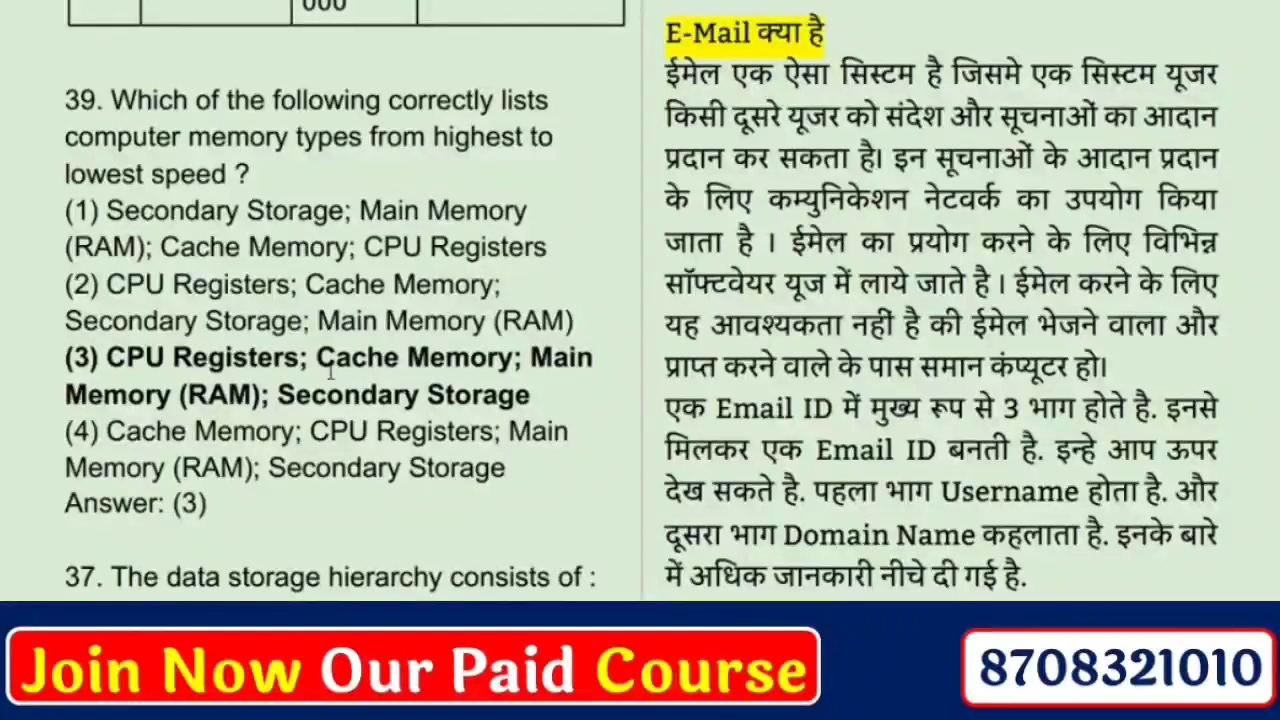 000
39. Which of the following correctly lists
computer memory types from highest to
lowest speed ?
(1) Secondary Storage; Main Memory
(RAM); Cache Memory; CPU Registers
(2) CPU Registers; Cache Memory;
Secondary Storage; Main Memory (RAM)
(3) CPU Registers; Cache Memory; Main
Memory (RAM); Secondary Storage
(4) Cache Memory; CPU Registers; Main
Memory (RAM); Secondary Storage
Answer: (3)
37. The data storage hierarchy consists of :
E-Mail क्या है
ईमेल एक ऐसा सिस्टम है जिसमे एक सिस्टम यूजर
किसी दूसरे यूजर को संदेश और सूचनाओं का आदान
प्रदान कर सकता है। इन सूचनाओं के आदान प्रदान
के लिए कम्युनिकेशन नेटवर्क का उपयोग किया
जाता है । ईमेल का प्रयोग करने के लिए विभिन्न
सॉफ्टवेयर यूज में लाये जाते है । ईमेल करने के लिए
यह आवश्यकता नहीं है की ईमेल भेजने वाला और
प्राप्त करने वाले के पास समान कंप्यूटर हो।
एक Email ID में मुख्य रूप से 3 भाग होते है. इनसे
मिलकर एक Email ID बनती है. इन्हे आप ऊपर
देख सकते है. पहला भाग Username होता है. और
दूसरा भाग Domain Name कहलाता है. इनके बारे
में अधिक जानकारी नीचे दी गई है.
Join Now Our Paid Course
8708321010